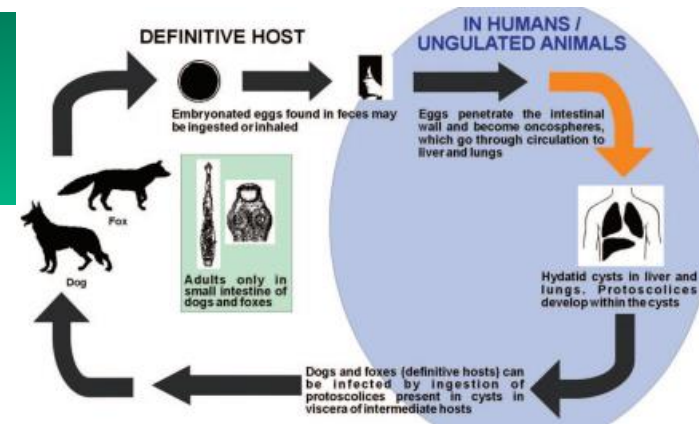 DEFINITIVE HOST
IN HUMANS /
UNGULATED ANIMALS
Embryonated eggs found in feces may
be ingested or inhaled
Eggs penetrate the intestinal
wall and become oncospheres,
which go through circulation to
liver and lungs
Fox
Dog
Adults only in
small intestine of
dogs and foxes
Hydatid cysts in liver and
lungs. Protoscolices
develop within the cysts
Dogs and foxes (definitive hosts) can
be infected by ingestion of
protoscolices present in cysts in
viscera of intermediate hosts